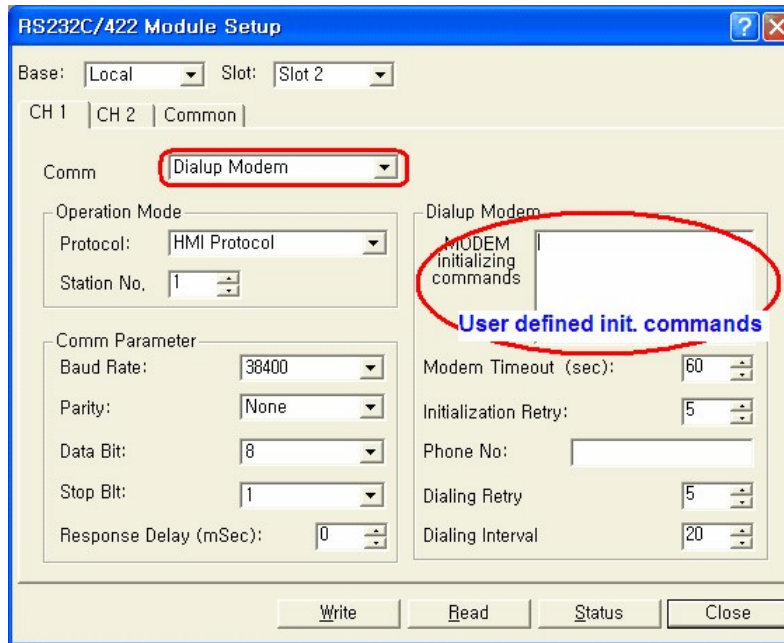 RS232C/422 Module Setup
Base: Local Slot: Slot 2
CH 1 CH 2 Common
Comm Dialup Modem
Operation Mode
Protocol: HMI Protocol
Station No. 1
Comm Parameter
Baud Rate: 38400
Parity: None
Data Bit: 8
Stop BIt: 1
Response Delay (mSec): 0
Dialup Modem
MODEM
initializing
commands
User defined init. commands
Modem Timeout (sec): 60
Initialization Retry: 5
Phone No:
Dialing Retry 5
Dialing Interval 20
Write Read Status Close